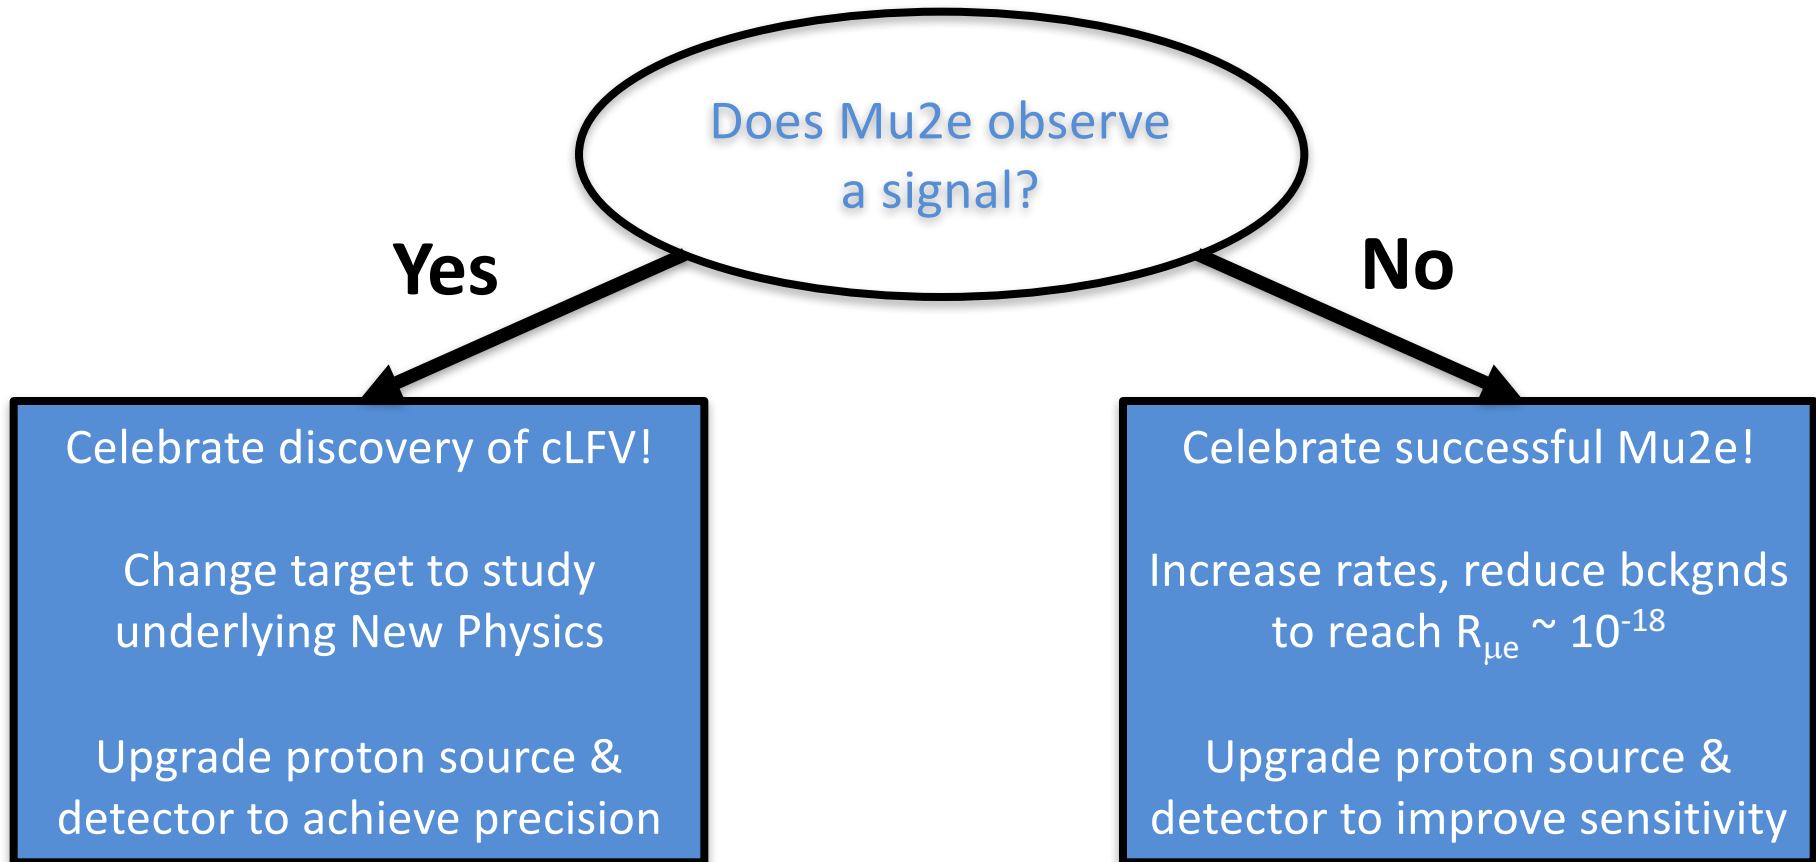 Does Mu2e observe
a signal?
Yes
No
Celebrate discovery of cLFV!
Change target to study
underlying New Physics
Upgrade proton source &
detector to achieve precision
Celebrate successful Mu2e!
Increase rates, reduce bckgnds
to reach Rμe ~ 10-18
Upgrade proton source &
detector to improve sensitivity